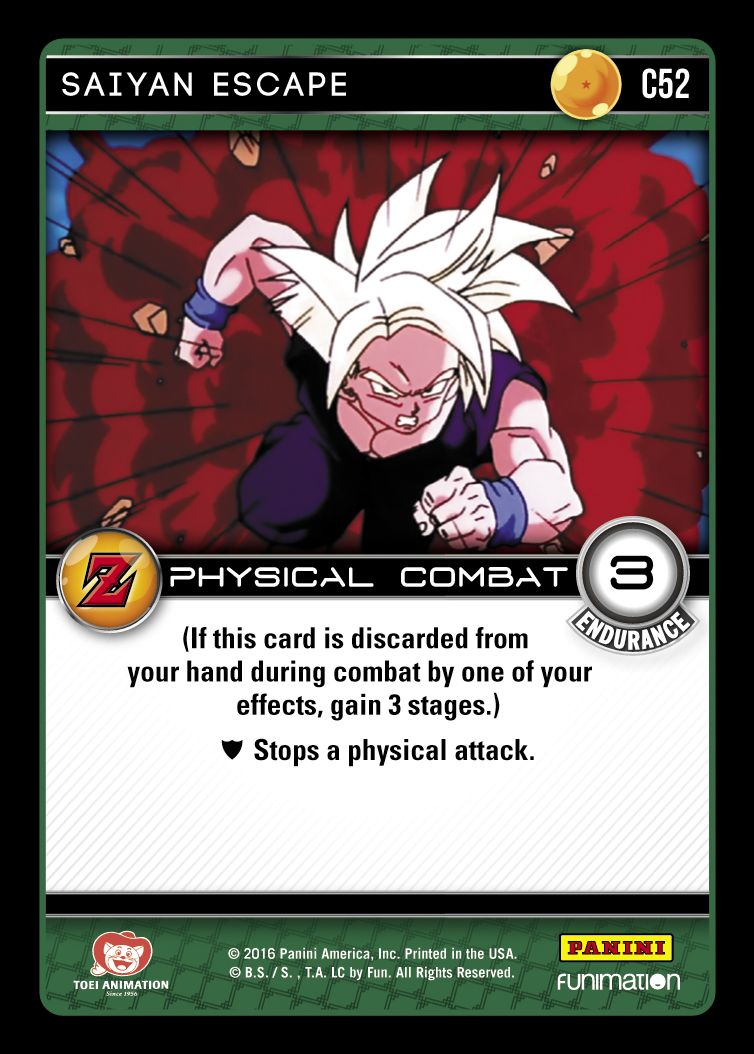 SAIYAN ESCAPE
C52
Z
PHYSICAL COMBAT
3
ENDURANCE
(If this card is discarded from
your hand during combat by one of your
effects, gain 3 stages.)
Stops a physical attack.
TOEI ANIMATION
Since 1956
© 2016 Panini America, Inc. Printed in the USA.
© B.S. / S. , T.A. LC by Fun. All Rights Reserved.
PANINI
FUNIMATION